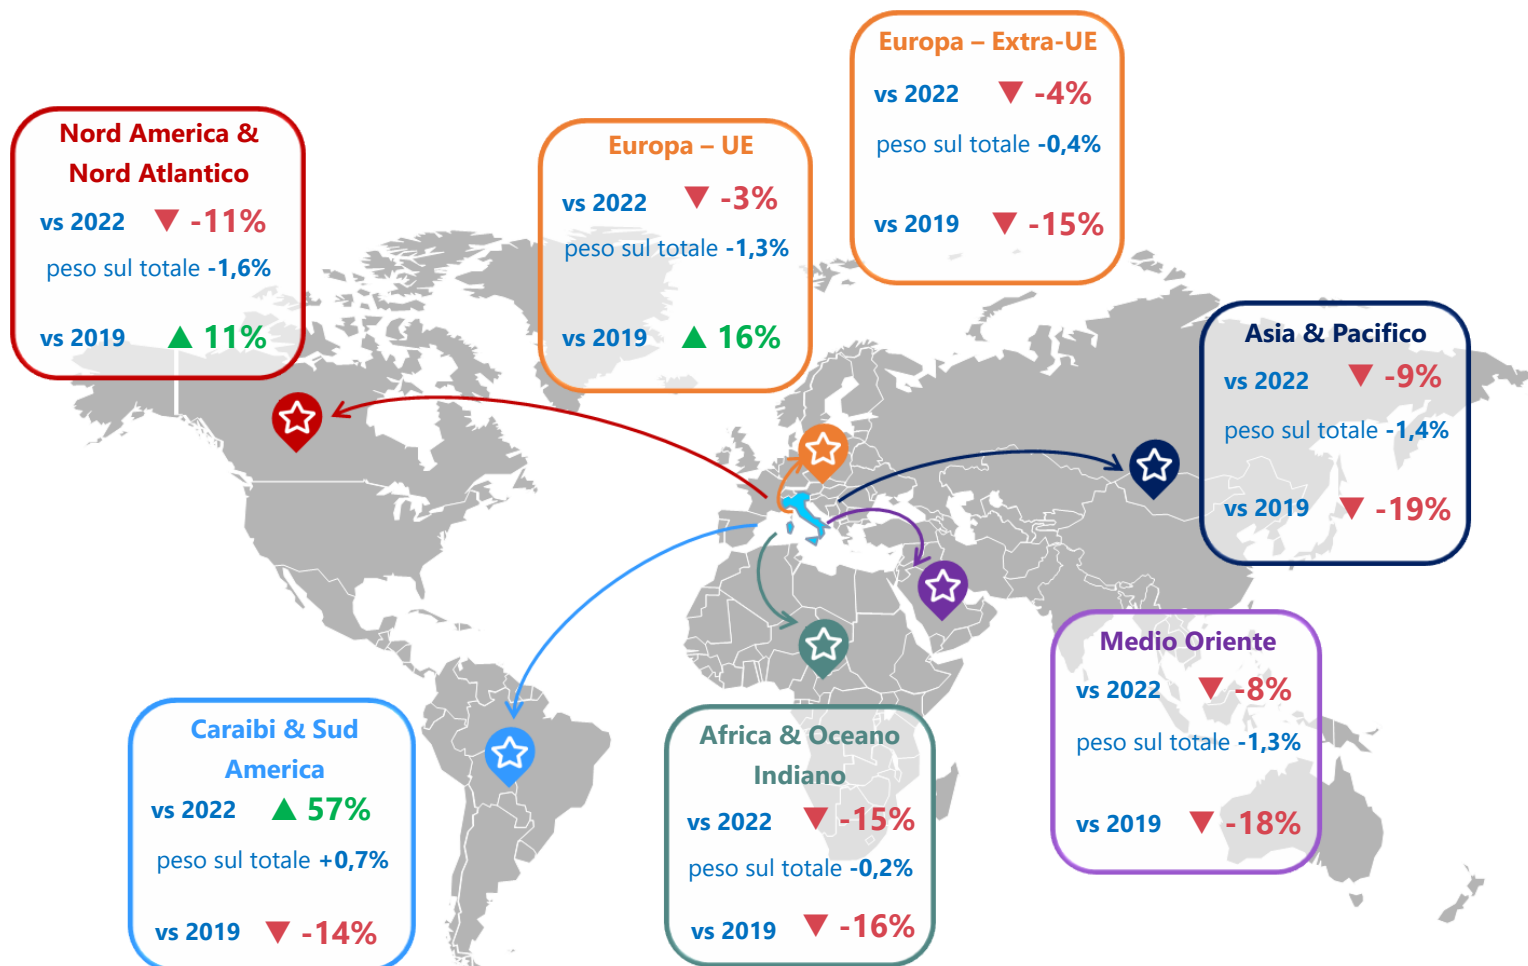 Europa – Extra-UE
vs 2022 ▼ -4%
peso sul totale -0,4%
vs 2019 ▼ -15%
Nord America &
Nord Atlantico
vs 2022 ▼ -11%
peso sul totale -1,6%
vs 2019 ▲ 11%
Europa – UE
vs 2022 ▼ -3%
peso sul totale -1,3%
vs 2019 ▲ 16%
Asia & Pacifico
vs 2022 ▼ -9%
peso sul totale -1,4%
vs 2019 ▼ -19%
Medio Oriente
vs 2022 ▼ -8%
peso sul totale -1,3%
vs 2019 ▼ -18%
Caraibi & Sud
America
vs 2022 ▲ 57%
peso sul totale +0,7%
vs 2019 ▼ -14%
Africa & Oceano
Indiano
vs 2022 ▼ -15%
peso sul totale -0,2%
vs 2019 ▼ -16%